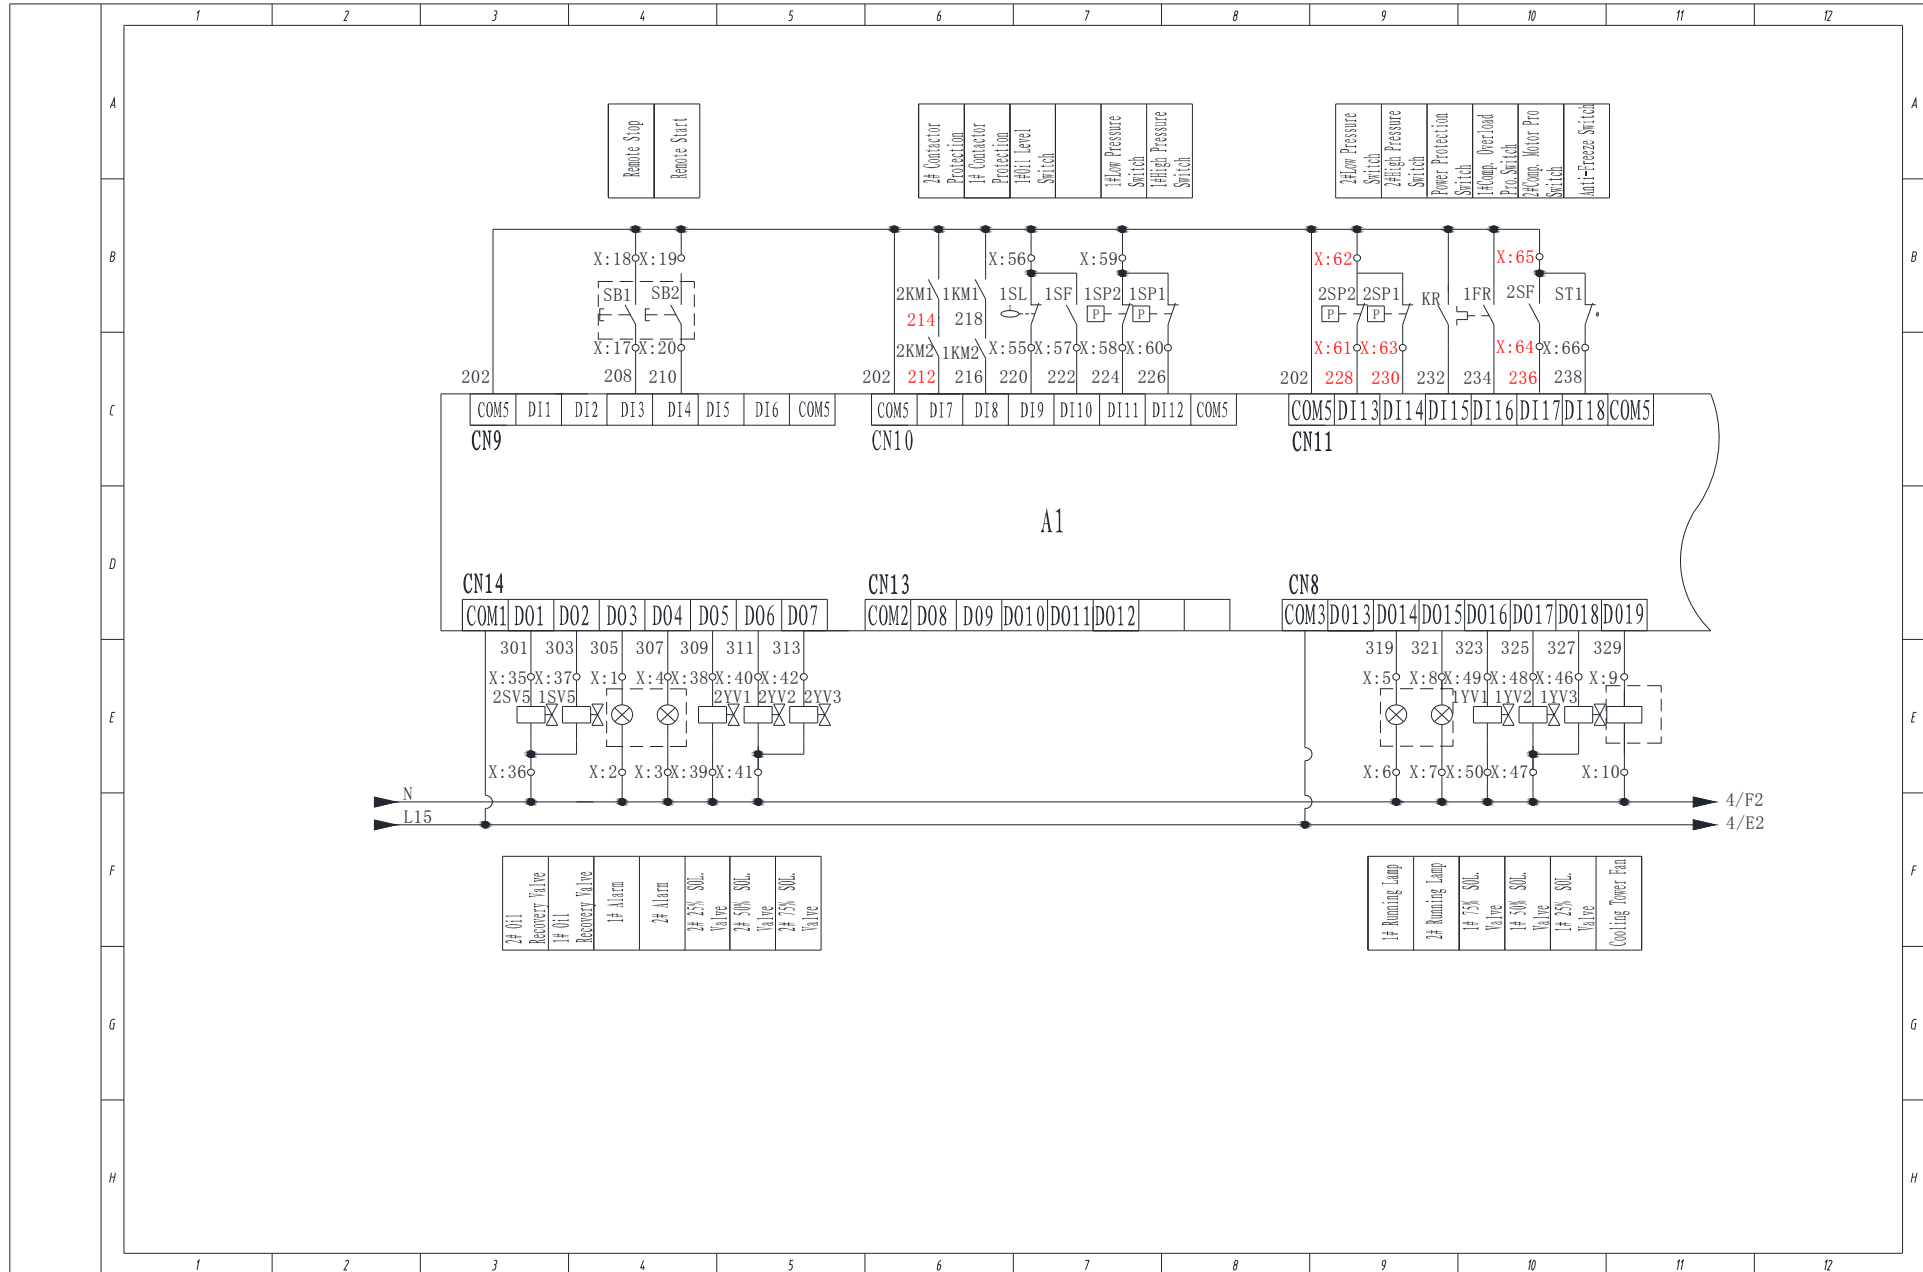 1 2 3 4 5 6 7 8 9 10 11 12
A A
Remote Stop
Remote Start
2# Contactor
Protection
1# Contactor
Protection
1#Oil Level
Switch
1#Low Pressure
Switch
1#High Pressure
Switch
2#Low Pressure
Switch
2#High Pressure
Switch
Power Protection
Switch
1#Comp. Overload
Pro.Switch
2#Comp. Motor Pro
Switch
Anti-Freeze Switch
B B
X:18 X:19 X:56 X:59 X:62 X:65
SB1 SB2 2KM1 1KM1 1SL 1SF 1SP2 1SP1 2SP2 2SP1 KR 1FR 2SF ST1
P P P P
214 218
X:17 X:20 2KM2 1KM2 X:55 X:57 X:58 X:60 X:61 X:63 X:64 X:66
202 208 210 202 212 216 220 222 224 226 202 228 230 232 234 236 238
C C
COM5 DI1 DI2 DI3 DI4 DI5 DI6 COM5
COM5 DI7 DI8 DI9 DI10 DI11 DI12 COM5
COM5 DI13 DI14 DI15 DI16 DI17 DI18 COM5
CN9 CN10 CN11
A1
D D
CN14 CN13 CN8
COM1 DO1 DO2 DO3 DO4 DO5 DO6 DO7
COM2 DO8 DO9 DO10 DO11 DO12
COM3 DO13 DO14 DO15 DO16 DO17 DO18 DO19
301 303 305 307 309 311 313 319 321 323 325 327 329
X:35 X:37 X:1 X:4 X:38 X:40 X:42 X:5 X:8 X:49 X:48 X:46 X:9
2SV5 1SV5 2YV1 2YV2 2YV3 1YV1 1YV2 1YV3
E E
X:36 X:2 X:3 X:39 X:41 X:6 X:7 X:50 X:47 X:10
N 4/F2
L15 4/E2
F F
2# Oil
Recovery Valve
1# Oil
Recovery Valve
1# Alarm
2# Alarm
2# 25% SOL.
Valve
2# 50% SOL.
Valve
2# 75% SOL.
Valve
1# Running Lamp
2# Running Lamp
1# 75% SOL.
Valve
1# 50% SOL.
Valve
1# 25% SOL.
Valve
Cooling Tower Fan
G G
H H
1 2 3 4 5 6 7 8 9 10 11 12